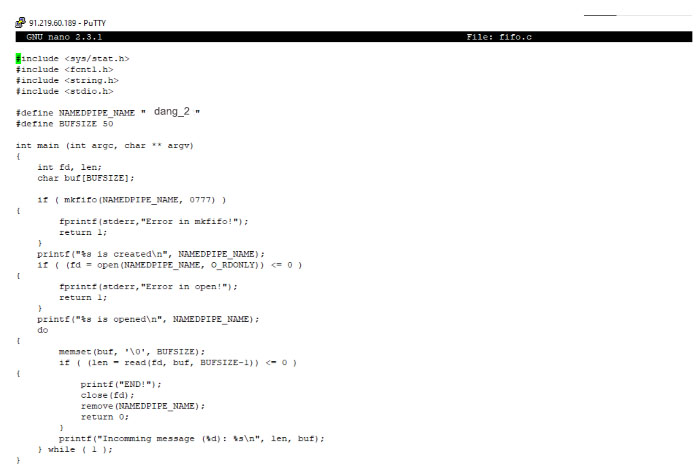 91.219.60.189 - PuTTY
GNU nano 2.3.1 File: fifo.c
#include <sys/stat.h>
#include <fcntl.h>
#include <string.h>
#include <stdio.h>
#define NAMEDPIPE_NAME " dang_2 "
#define BUFSIZE 50
int main (int argc, char ** argv)
{
int fd, len;
char buf[BUFSIZE];
if ( mkfifo(NAMEDPIPE_NAME, 0777) )
{
fprintf(stderr,"Error in mkfifo!");
return 1;
}
printf("%s is created\n", NAMEDPIPE_NAME);
if ( (fd = open(NAMEDPIPE_NAME, O_RDONLY)) <= 0 )
{
fprintf(stderr,"Error in open!");
return 1;
}
printf("%s is opened\n", NAMEDPIPE_NAME);
do
{
memset(buf, '\0', BUFSIZE);
if ( (len = read(fd, buf, BUFSIZE-1)) <= 0 )
{
printf("END!");
close(fd);
remove(NAMEDPIPE_NAME);
return 0;
}
printf("Incomming message (%d): %s\n", len, buf);
} while ( 1 );
}